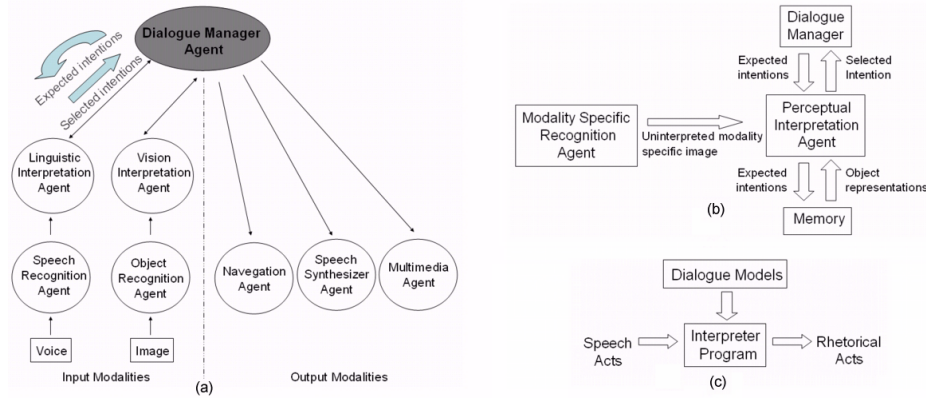 Dialogue Manager
Agent
Expected intentions
Selected intentions
Linguistic
Interpretation
Agent
Vision
Interpretation
Agent
Speech
Recognition
Agent
Object
Recognition
Agent
Navegation
Agent
Speech
Synthesizer
Agent
Multimedia
Agent
Voice
Image
Input Modalities
(a)
Output Modalities
Dialogue
Manager
Expected
intentions
Selected
Intention
Modality Specific
Recognition
Agent
Uninterpreted modality
specific image
Perceptual
Interpretation
Agent
Expected
intentions
Object
representations
(b)
Memory
Dialogue Models
Speech
Acts
Interpreter
Program
Rhetorical
Acts
(c)